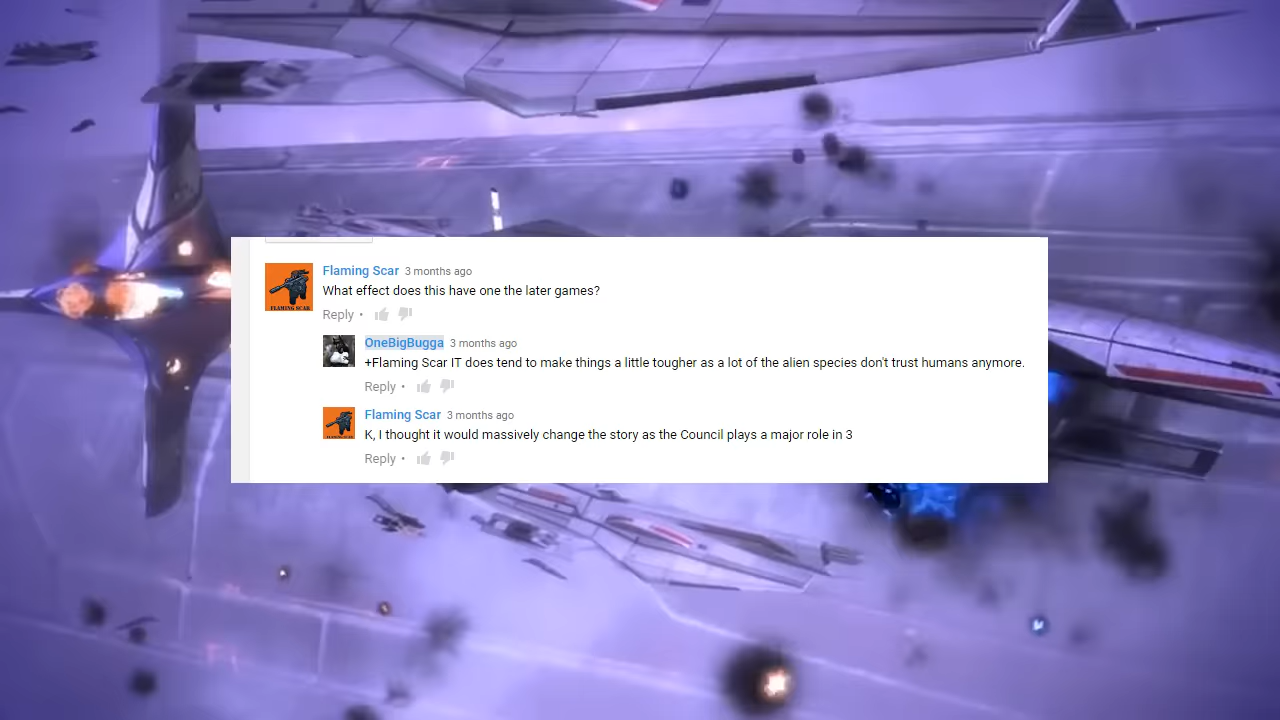 Flaming Scar 3 months ago
What effect does this have one the later games?
Reply •
FLAMING SCAR
OneBigBugga 3 months ago
+Flaming Scar IT does tend to make things a little tougher as a lot of the alien species don't trust humans anymore.
Reply •
Flaming Scar 3 months ago
K, I thought it would massively change the story as the Council plays a major role in 3
Reply •